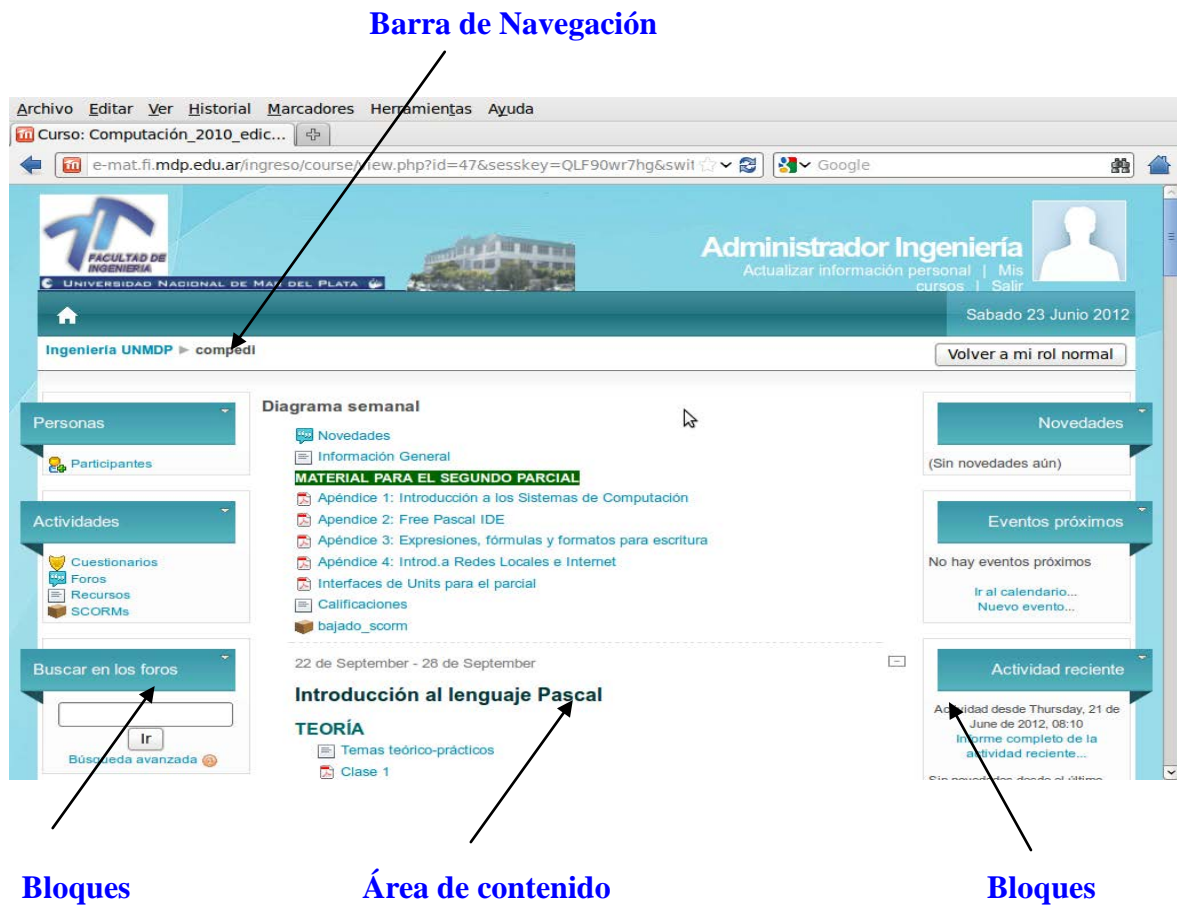 Barra de Navegación
Archivo Editar Ver Historial Marcadores Herramientas Ayuda
Curso: Computación_2010_edic...
e-mat.fi.mdp.edu.ar/ingreso/course/view.php?id=47&sesskey=QLF90wr7hg&swit
Google
FACULTAD DE
INGENIERIA
UNIVERSIDAD NACIONAL DE MAR DEL PLATA
Administrador Ingeniería
Actualizar información personal | Mis
cursos | Salir
Sabado 23 Junio 2012
Ingeniería UNMDP ► compedi
Volver a mi rol normal
Personas
Participantes
Actividades
Cuestionarios
Foros
Recursos
SCORMs
Buscar en los foros
Ir
Búsqueda avanzada
Diagrama semanal
Novedades
Información General
MATERIAL PARA EL SEGUNDO PARCIAL
Apéndice 1: Introducción a los Sistemas de Computación
Apendice 2: Free Pascal IDE
Apéndice 3: Expresiones, fórmulas y formatos para escritura
Apéndice 4: Introd.a Redes Locales e Internet
Interfaces de Units para el parcial
Calificaciones
bajado_scorm
22 de September - 28 de September
Introducción al lenguaje Pascal
TEORÍA
Temas teórico-prácticos
Clase 1
Novedades
(Sin novedades aún)
Eventos próximos
No hay eventos próximos
Ir al calendario...
Nuevo evento...
Actividad reciente
Actividad desde Thursday, 21 de
June de 2012, 08:10
Informe completo de la
actividad reciente...
Sin novedades desde el último
Bloques
Área de contenido
Bloques